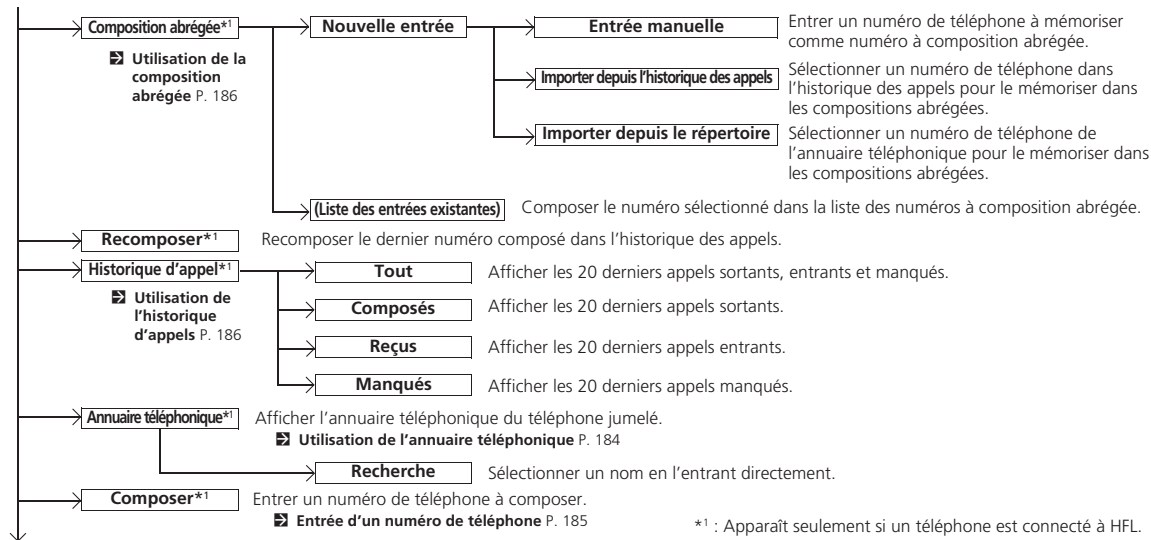 Composition abrégée*1
Utilisation de la
composition
abrégée P. 186
Nouvelle entrée
Entrée manuelle
Entrer un numéro de téléphone à mémoriser
comme numéro à composition abrégée.
Importer depuis l'historique des appels
Sélectionner un numéro de téléphone dans
l'historique des appels pour le mémoriser dans
les compositions abrégées.
Importer depuis le répertoire
Sélectionner un numéro de téléphone de
l'annuaire téléphonique pour le mémoriser dans
les compositions abrégées.
(Liste des entrées existantes)
Composer le numéro sélectionné dans la liste des numéros à composition abrégée.
Recomposer*1
Recomposer le dernier numéro composé dans l'historique des appels.
Historique d'appel*1
Utilisation de
l'historique
d'appels P. 186
Tout
Afficher les 20 derniers appels sortants, entrants et manqués.
Composés
Afficher les 20 derniers appels sortants.
Reçus
Afficher les 20 derniers appels entrants.
Manqués
Afficher les 20 derniers appels manqués.
Annuaire téléphonique*1
Afficher l'annuaire téléphonique du téléphone jumelé.
Utilisation de l'annuaire téléphonique P. 184
Recherche
Sélectionner un nom en l'entrant directement.
Composer*1
Entrer un numéro de téléphone à composer.
Entrée d'un numéro de téléphone P. 185
*1 : Apparaît seulement si un téléphone est connecté à HFL.